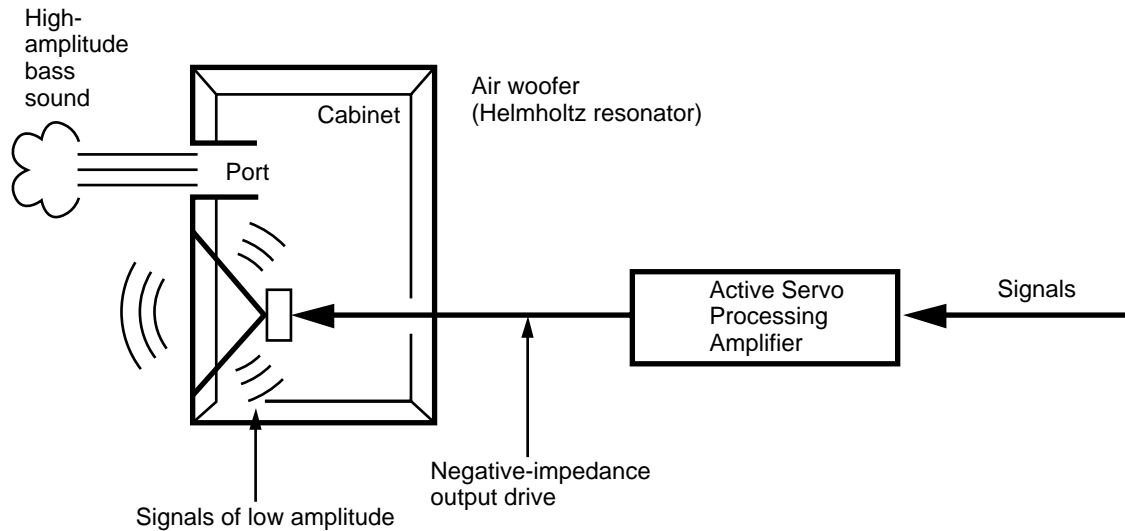 High-
amplitude
bass
sound
Air woofer
(Helmholtz resonator)
Cabinet
Port
Active Servo
Processing
Amplifier
Signals
Negative-impedance
output drive
Signals of low amplitude